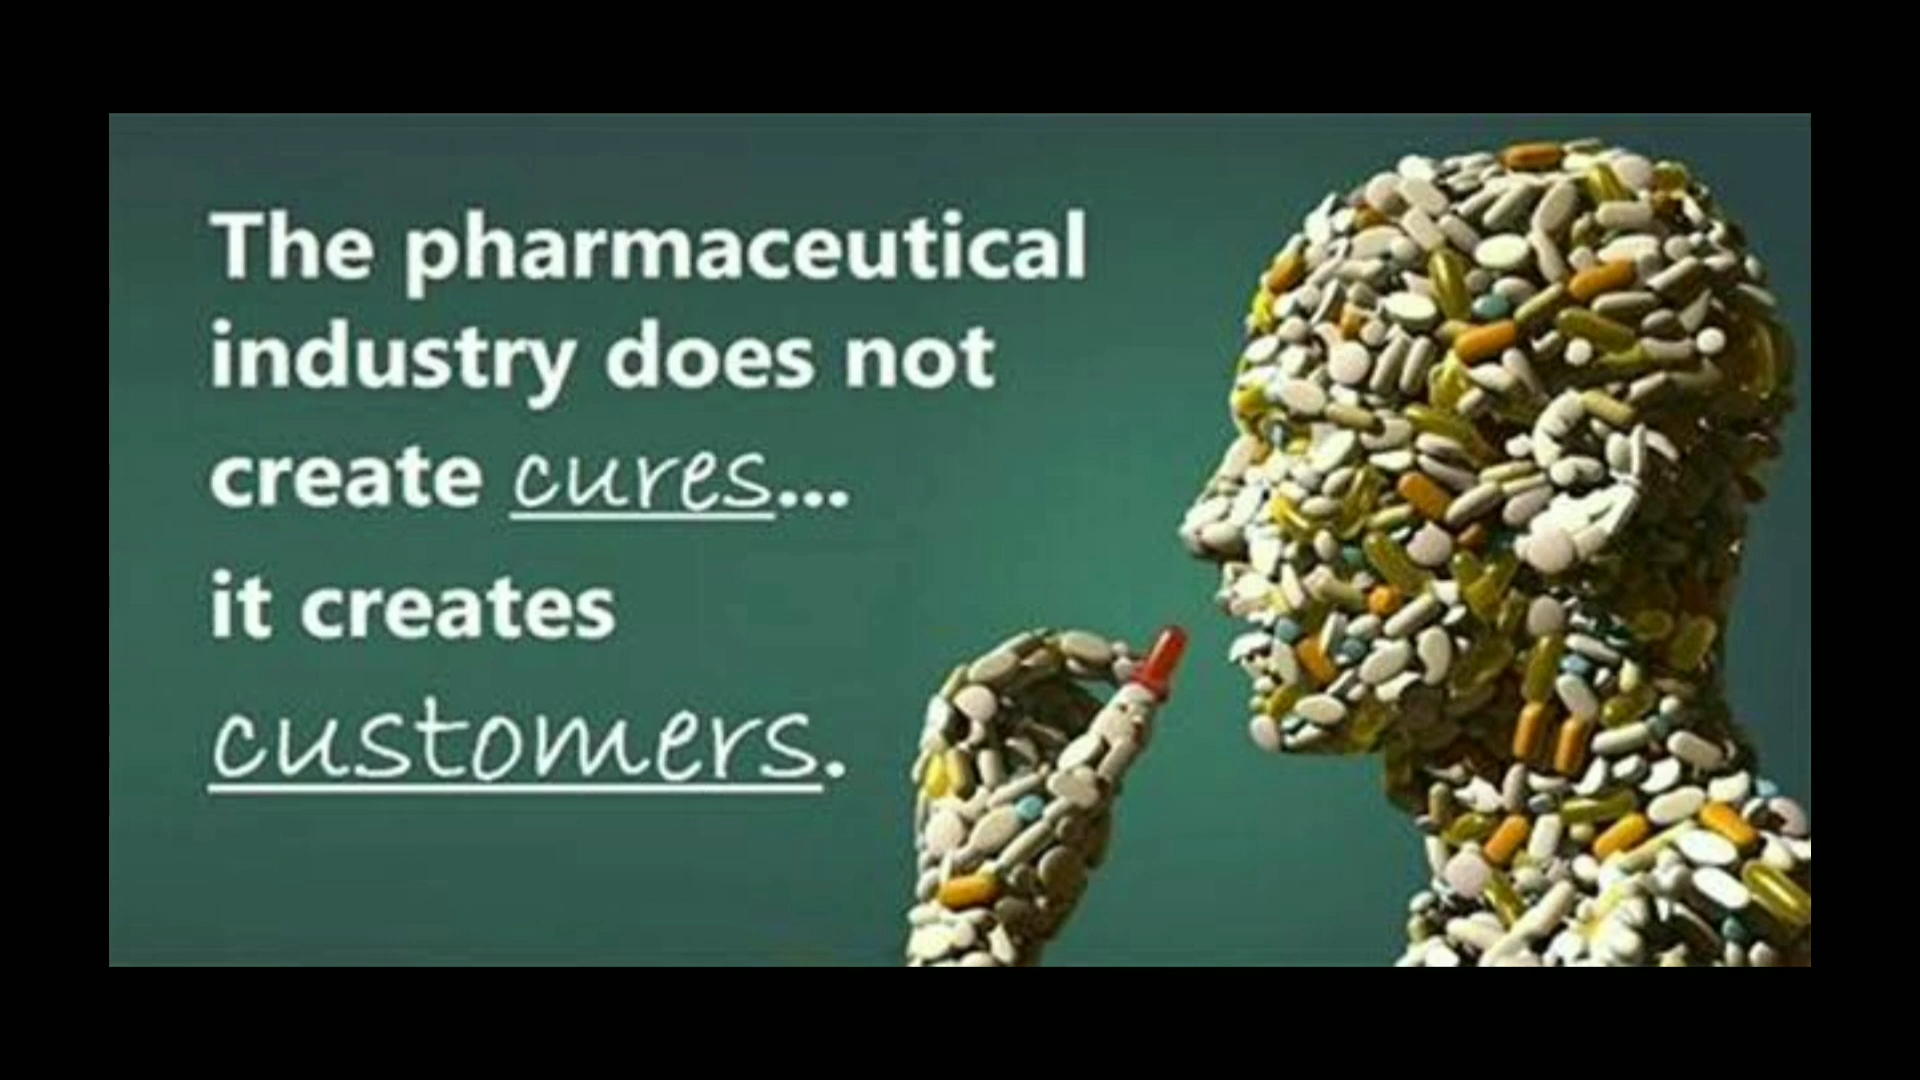 The pharmaceutical
industry does not
create cures...
it creates
customers.